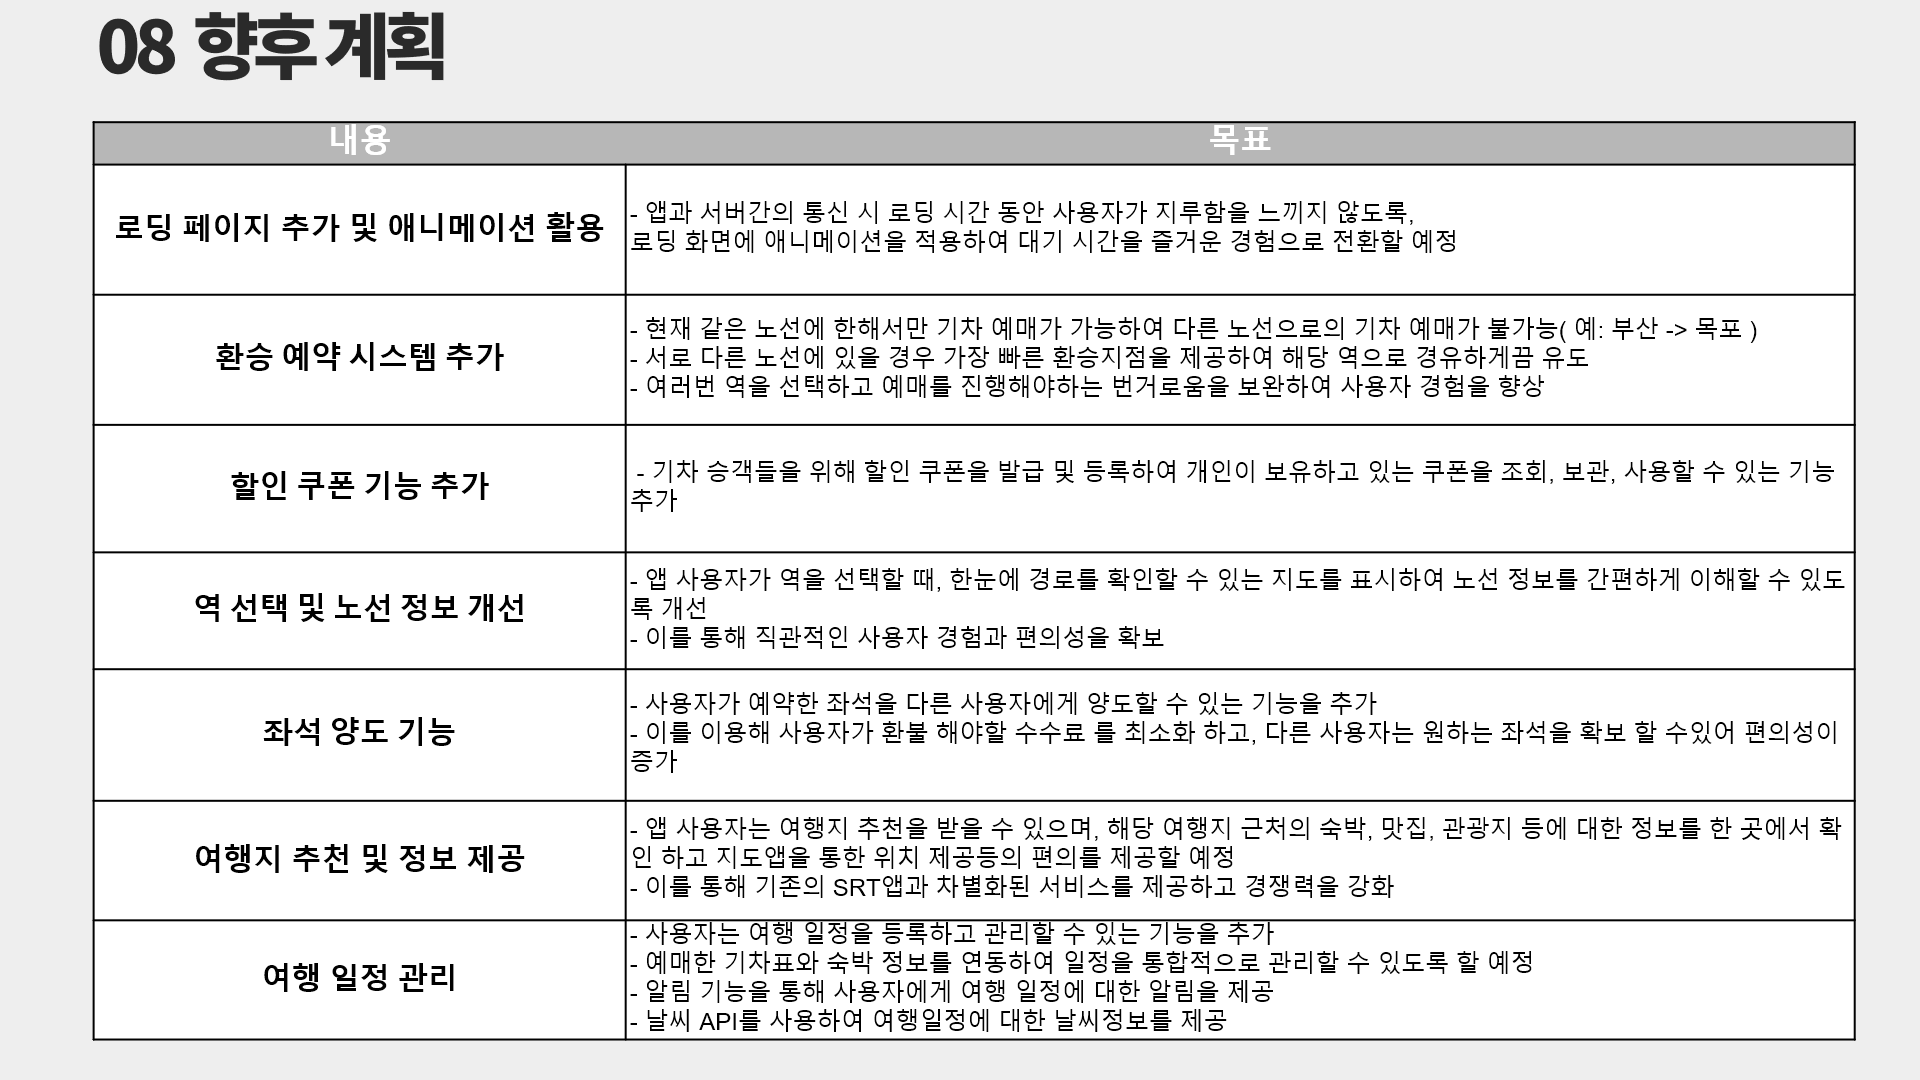 08 향후 계획
내용
목표
로딩 페이지 추가 및 애니메이션 활용
- 앱과 서버간의 통신 시 로딩 시간 동안 사용자가 지루함을 느끼지 않도록,
로딩 화면에 애니메이션을 적용하여 대기 시간을 즐거운 경험으로 전환할 예정
환승 예약 시스템 추가
- 현재 같은 노선에 한해서만 기차 예매가 가능하여 다른 노선으로의 기차 예매가 불가능( 예: 부산 -> 목포 )
- 서로 다른 노선에 있을 경우 가장 빠른 환승지점을 제공하여 해당 역으로 경유하게끔 유도
- 여러번 역을 선택하고 예매를 진행해야하는 번거로움을 보완하여 사용자 경험을 향상
할인 쿠폰 기능 추가
- 기차 승객들을 위해 할인 쿠폰을 발급 및 등록하여 개인이 보유하고 있는 쿠폰을 조회, 보관, 사용할 수 있는 기능
추가
역 선택 및 노선 정보 개선
- 앱 사용자가 역을 선택할 때, 한눈에 경로를 확인할 수 있는 지도를 표시하여 노선 정보를 간편하게 이해할 수 있도
록 개선
- 이를 통해 직관적인 사용자 경험과 편의성을 확보
좌석 양도 기능
- 사용자가 예약한 좌석을 다른 사용자에게 양도할 수 있는 기능을 추가
- 이를 이용해 사용자가 환불 해야할 수수료 를 최소화 하고, 다른 사용자는 원하는 좌석을 확보 할 수있어 편의성이
증가
여행지 추천 및 정보 제공
- 앱 사용자는 여행지 추천을 받을 수 있으며, 해당 여행지 근처의 숙박, 맛집, 관광지 등에 대한 정보를 한 곳에서 확
인 하고 지도앱을 통한 위치 제공등의 편의를 제공할 예정
- 이를 통해 기존의 SRT앱과 차별화된 서비스를 제공하고 경쟁력을 강화
여행 일정 관리
- 사용자는 여행 일정을 등록하고 관리할 수 있는 기능을 추가
- 예매한 기차표와 숙박 정보를 연동하여 일정을 통합적으로 관리할 수 있도록 할 예정
- 알림 기능을 통해 사용자에게 여행 일정에 대한 알림을 제공
- 날씨 API를 사용하여 여행일정에 대한 날씨정보를 제공